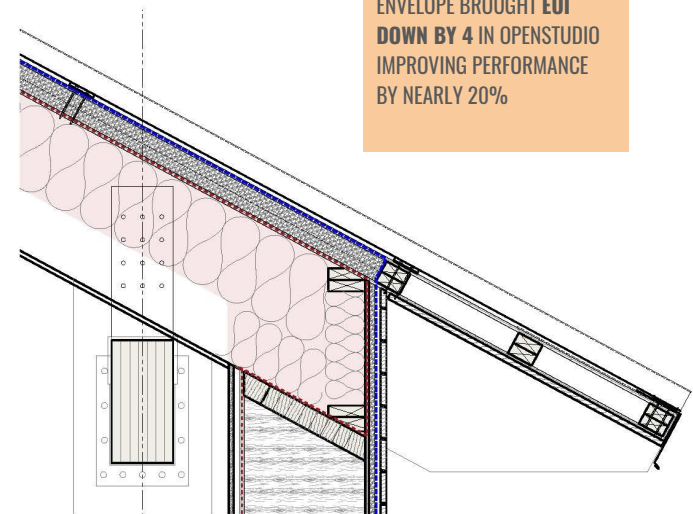 ENVELOPE BROUGHT EUI
DOWN BY 4 IN OPENSTUDIO
IMPROVING PERFORMANCE
BY NEARLY 20%